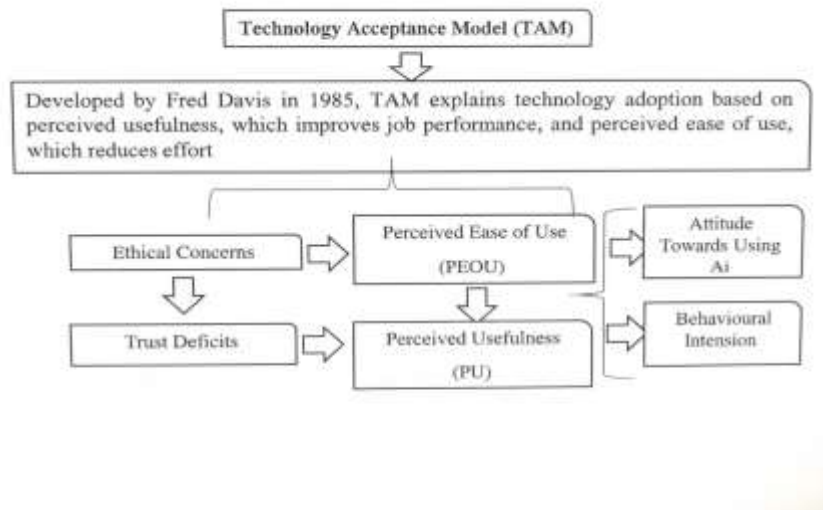 Technology Acceptance Model (TAM)
Developed by Fred Davis in 1985, TAM explains technology adoption based on
perceived usefulness, which improves job performance, and perceived ease of use,
which reduces effort
Ethical Concerns
Perceived Ease of Use
(PEOU)
Attitude
Towards Using
Ai
Trust Deficits
Perceived Usefulness
(PU)
Behavioural
Intension